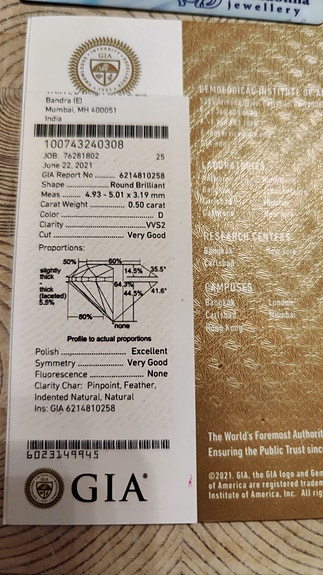 jewellery
Bandra (E)
Mumbai, MH 400051
India
100743240308
JOB: 76281802 25
June 22, 2021
GIA Report No 6214810258
Shape Round Brilliant
Meas. 4.93 - 5.01 x 3.19 mm
Carat Weight 0.50 carat
Color D
Clarity VVS2
Cut Very Good
Proportions:
50% 60%
slightly thick - thick (faceted) 5.5%
14.5% 35.5°
64.3%
44.5% 41.6°
80%
none
Profile to actual proportions
Polish Excellent
Symmetry Very Good
Fluorescence None
Clarity Char: Pinpoint, Feather,
Indented Natural, Natural
Ins: GIA 6214810258
6023149945
GIA®
GEMOLOGICAL INSTITUTE OF A
LABORATORIES
RESEARCH CENTERS
Carlsbad
CAMPUSES
Bangkok London
Carlsbad Mumbai
Hong Kong
The World's Foremost Authority
Ensuring the Public Trust since
©2021. GIA, the GIA logo and Gem
of America are registered trademark
Institute of America, Inc. All rig